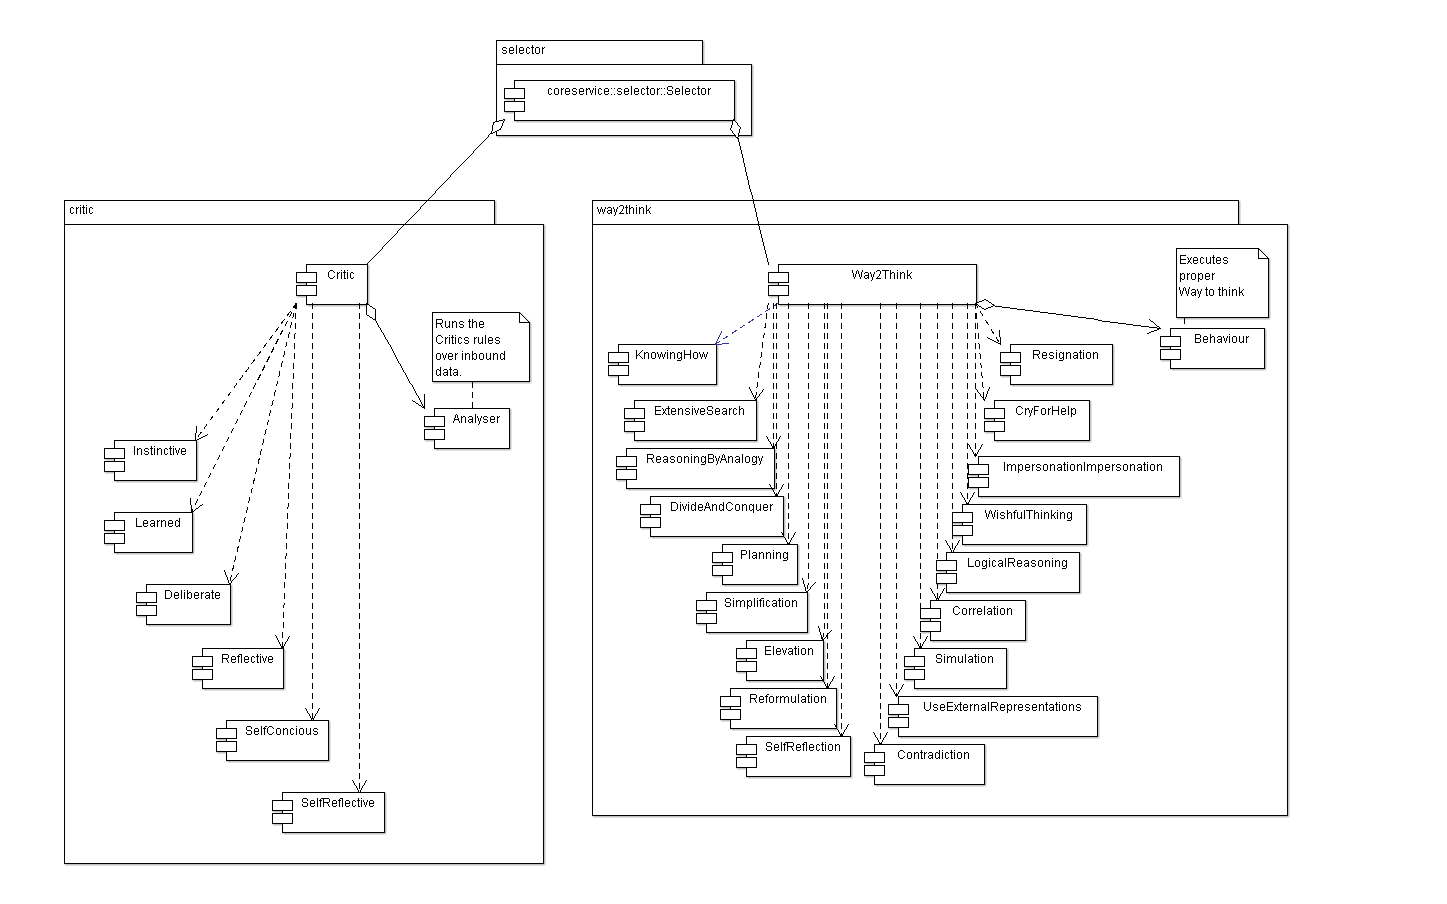 selector
coreservice::selector::Selector
critic
Critic
Runs the
Critics rules
over inbound
data.
Analyser
Instinctive
Learned
Deliberate
Reflective
SelfConcious
SelfReflective
way2think
Way2Think
Executes
proper
Way to think
Behaviour
KnowingHow
Resignation
ExtensiveSearch
CryForHelp
ReasoningByAnalogy
ImpersonationImpersonation
DivideAndConquer
WishfulThinking
Planning
LogicalReasoning
Simplification
Correlation
Elevation
Simulation
Reformulation
UseExternalRepresentations
SelfReflection
Contradiction